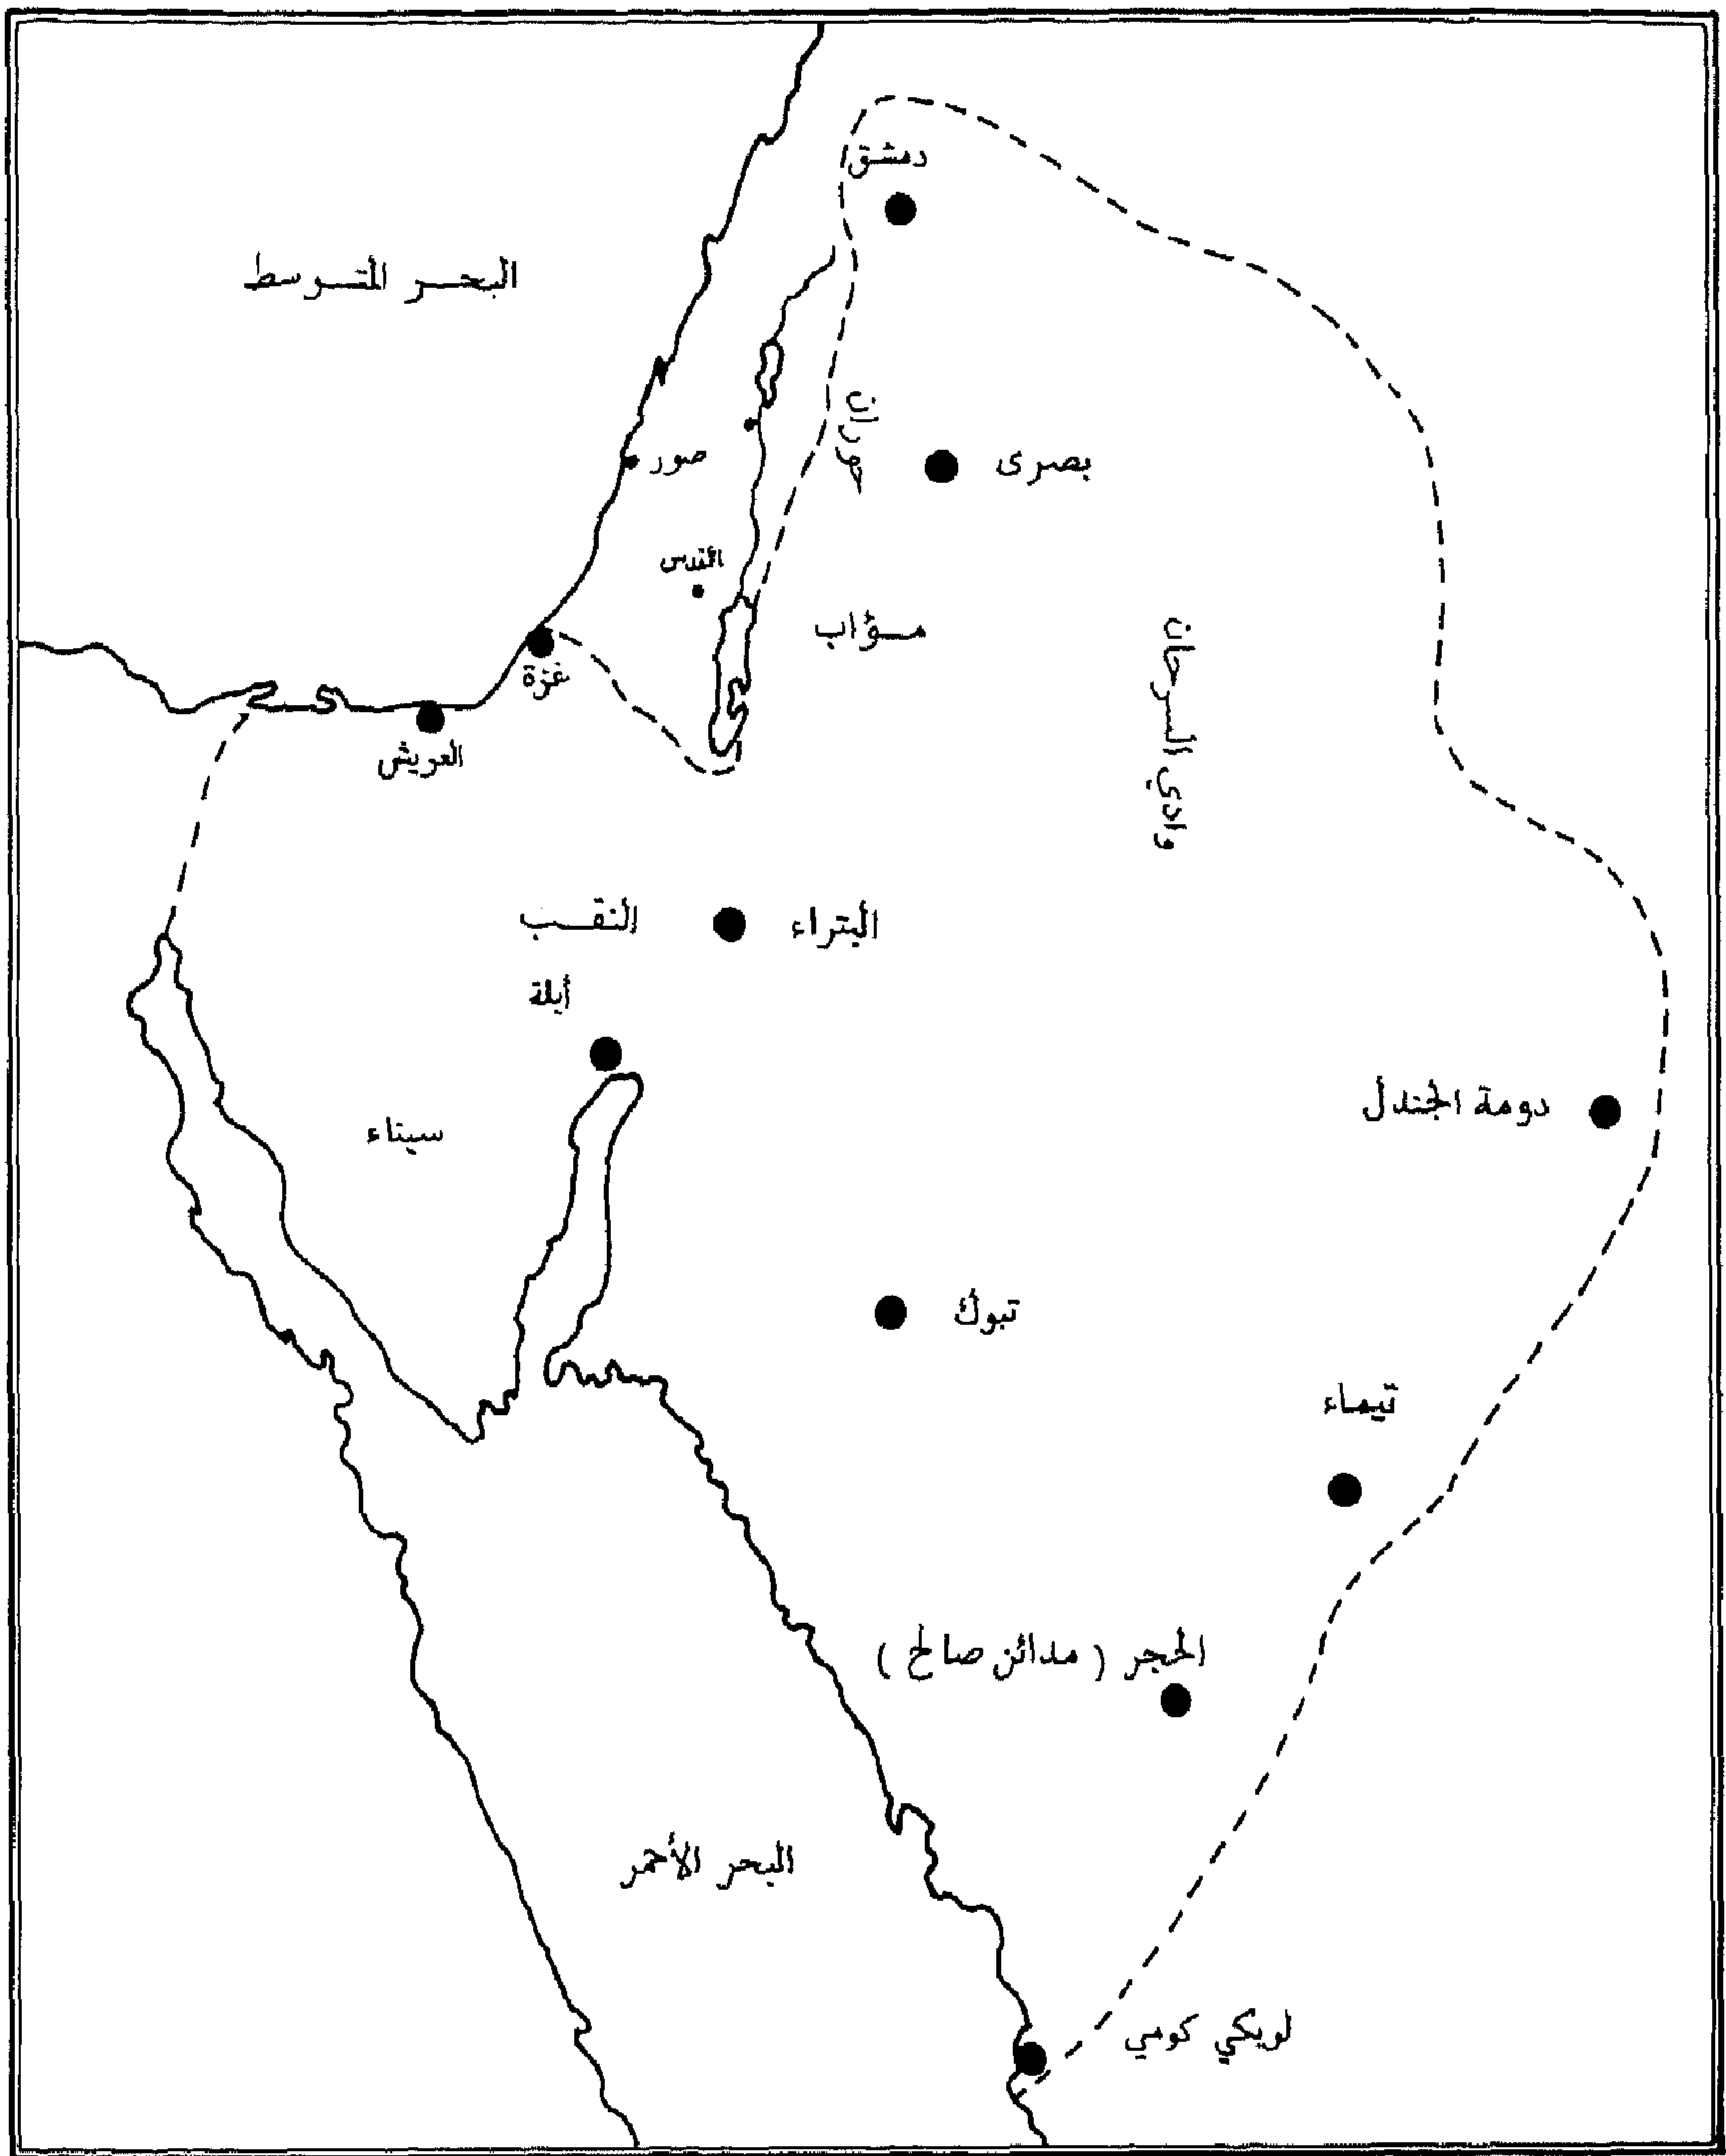 دمشق
البحر المتوسط
حوران
صور
بصرى
القدس
مؤاب
وادي السرحان
غزة
العريش
النقب
البتراء
أيلة
سيناء
دومة الجندل
تبوك
تيماء
الحجر ( مدائن صالح )
البحر الأحمر
لويكي كومي